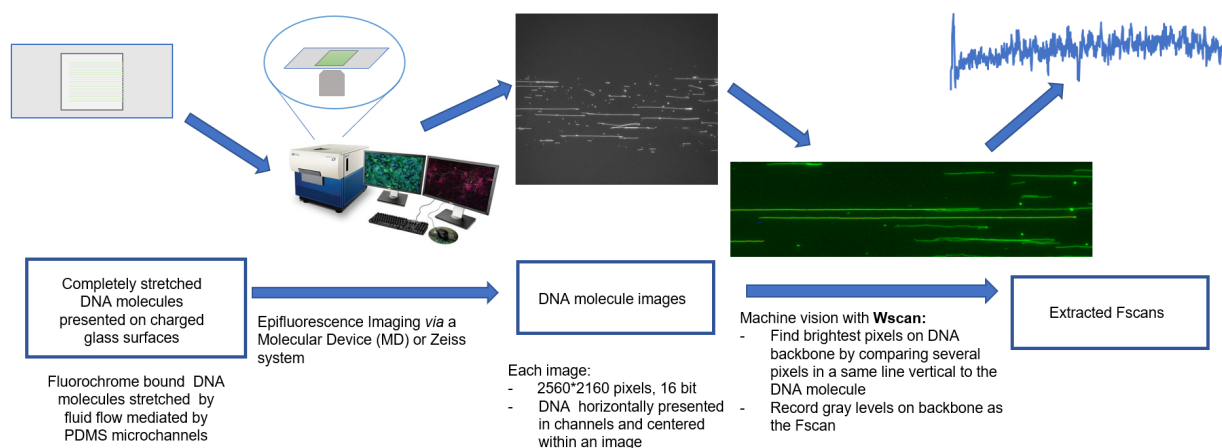 Completely stretched
DNA molecules
presented on charged
glass surfaces
Fluorochrome bound DNA
molecules stretched by
fluid flow mediated by
PDMS microchannels
Epifluorescence Imaging via a
Molecular Device (MD) or Zeiss
system
DNA molecule images
Each image:
- 2560*2160 pixels, 16 bit
- DNA horizontally presented
in channels and centered
within an image
Machine vision with Wscan:
- Find brightest pixels on DNA
backbone by comparing several
pixels in a same line vertical to the
DNA molecule
- Record gray levels on backbone as
the Fscan
Extracted Fscans